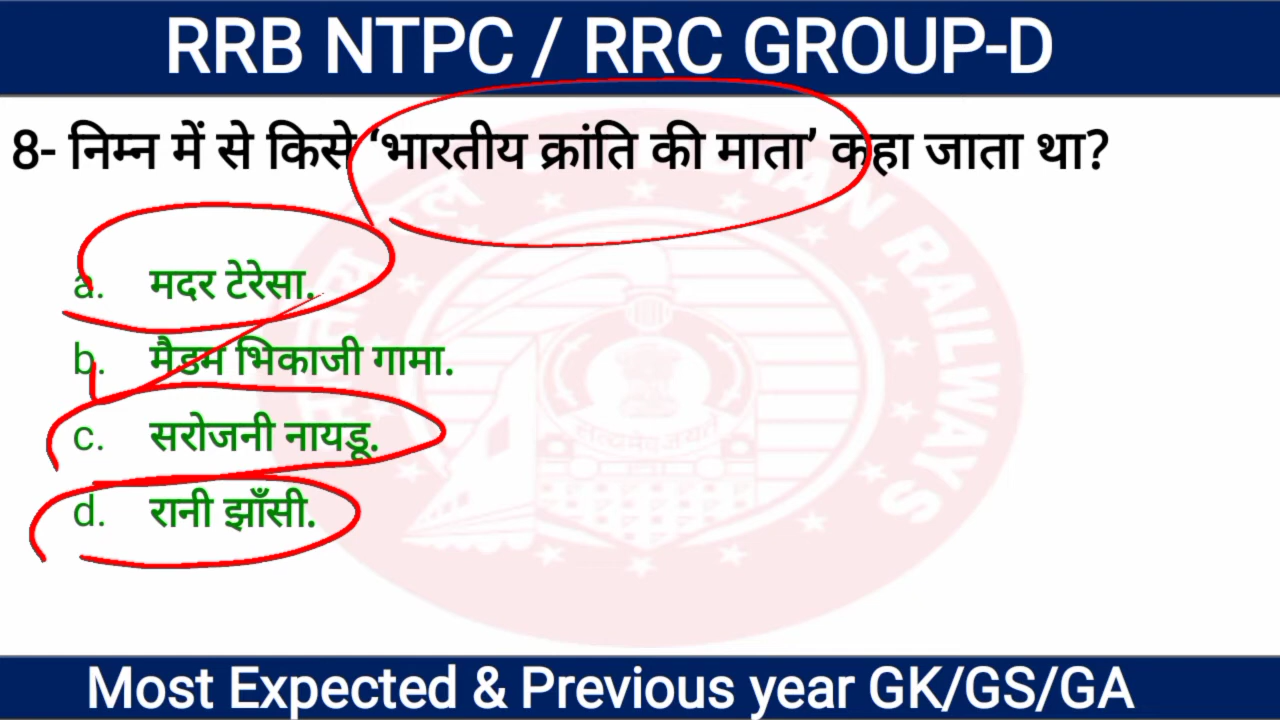 RRB NTPC / RRC GROUP-D
8- निम्न में से किसे ‘भारतीय क्रांति की माता’ कहा जाता था?
a. मदर टेरेसा.
b. मैडम भिकाजी गामा.
c. सरोजनी नायडू.
d. रानी झाँसी.
Most Expected & Previous year GK/GS/GA